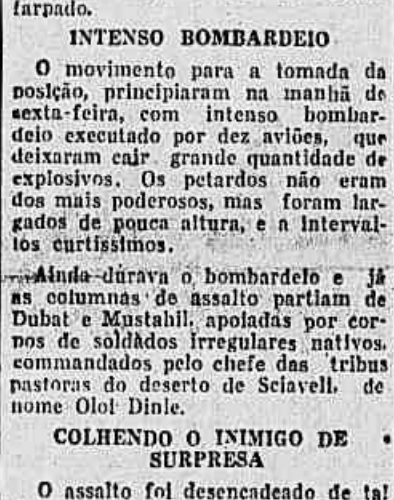 farpado.
INTENSO BOMBARDEIO
O movimento para a tomada da
posição, principiaram na manhã de
sexta-feira, com intenso bombar-
deio executado por dez aviões, que
deixaram cair grande quantidade de
explosivos. Os petardos não eram
dos mais poderosos, mas foram lar-
gados de pouca altura, e a interval-
los curtissimos.
Ainda durava o bombardeio e já
as columnas de assalto partiam de
Dubat e Mustahil, apoiadas por cor-
pos de soldados irregulares nativos,
commandados pelo chefe das tribus
pastoras do deserto de Sciaveli, de
nome Olol Dinle.
COLHENDO O INIMIGO DE
SURPRESA
O assalto foi desencadeado de tal